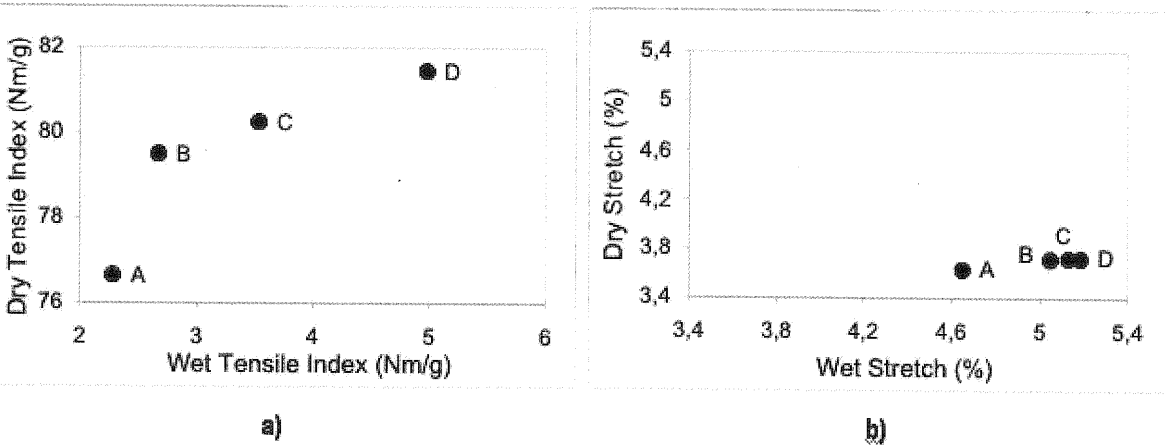 Dry Tensile Index (Nm/g)
82
80
78
76
A
B
C
D
2
3
4
5
6
Wet Tensile Index (Nm/g)
a)
Dry Stretch (%)
5,4
5
4,6
4,2
3,8
3,4
A
B
C
D
3,4
3,8
4,2
4,6
5
5,4
Wet Stretch (%)
b)